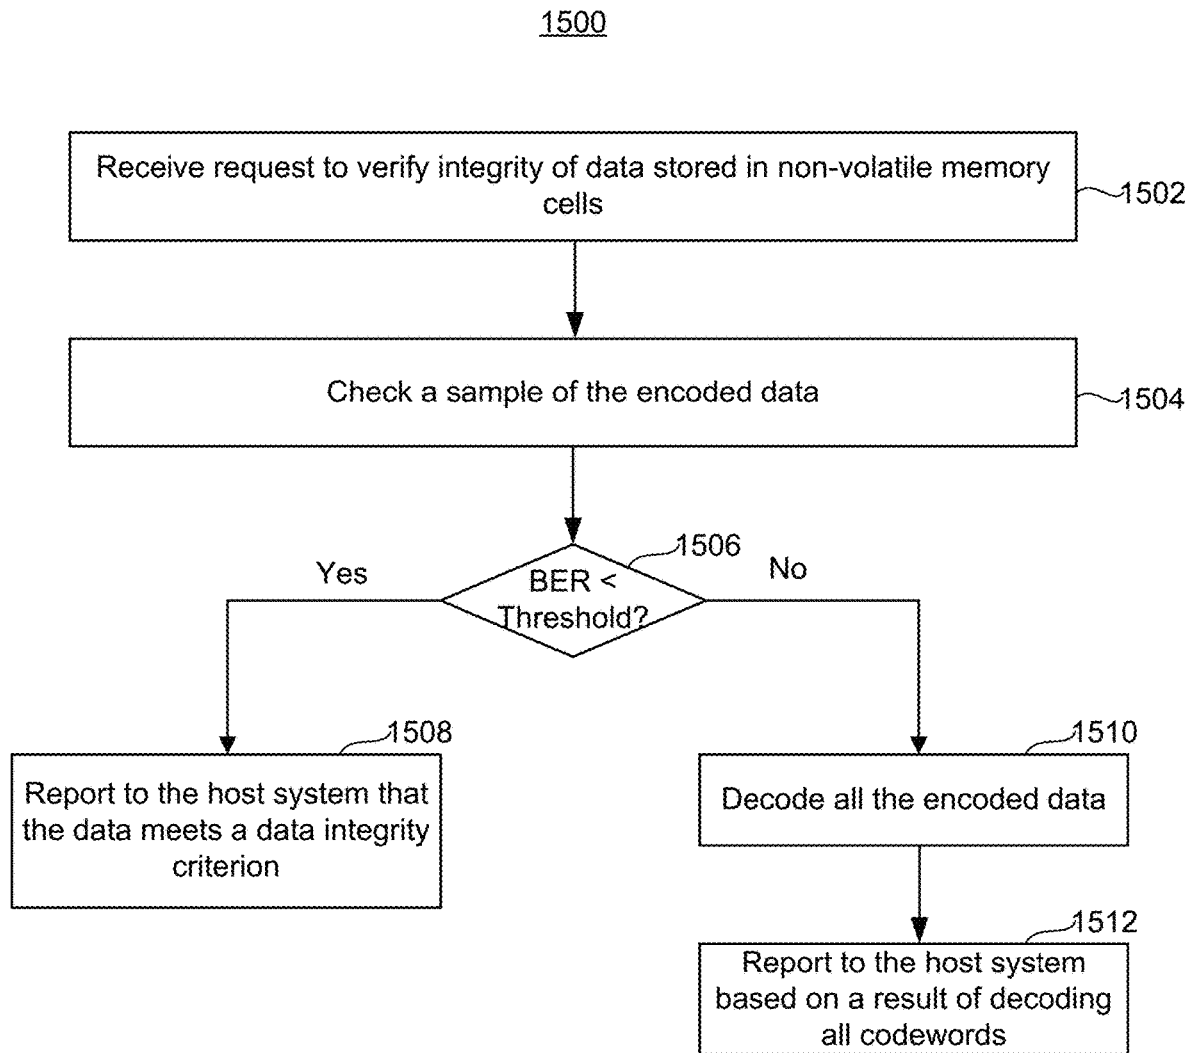 1500
Receive request to verify integrity of data stored in non-volatile memory
cells
1502
Check a sample of the encoded data
1504
1506
Yes
BER <
Threshold?
No
1508
Report to the host system that
the data meets a data integrity
criterion
1510
Decode all the encoded data
1512
Report to the host system
based on a result of decoding
all codewords